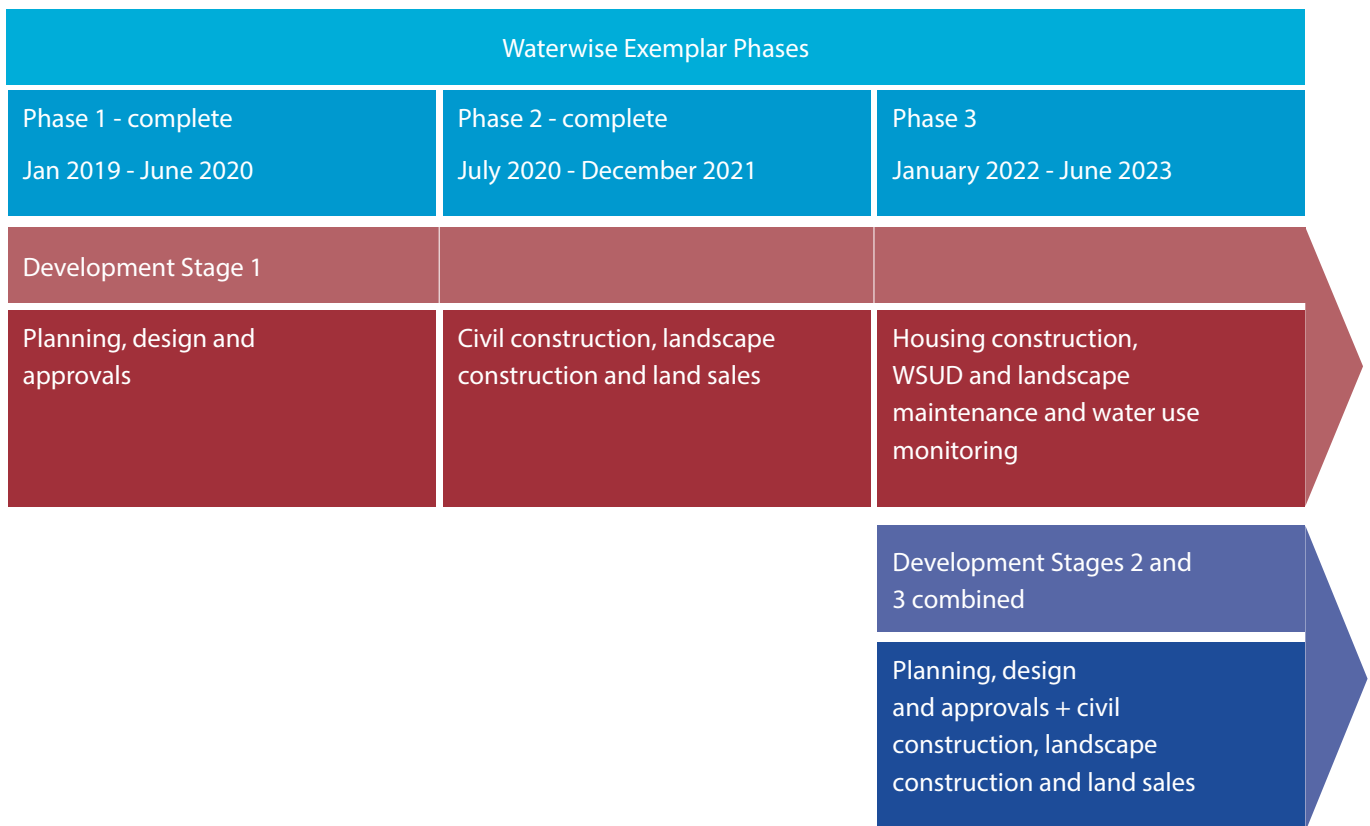 Waterwise Exemplar Phases
Phase 1 - complete
Jan 2019 - June 2020
Phase 2 - complete
July 2020 - December 2021
Phase 3
January 2022 - June 2023
Development Stage 1
Planning, design and
approvals
Civil construction, landscape
construction and land sales
Housing construction,
WSUD and landscape
maintenance and water use
monitoring
Development Stages 2 and
3 combined
Planning, design
and approvals + civil
construction, landscape
construction and land sales